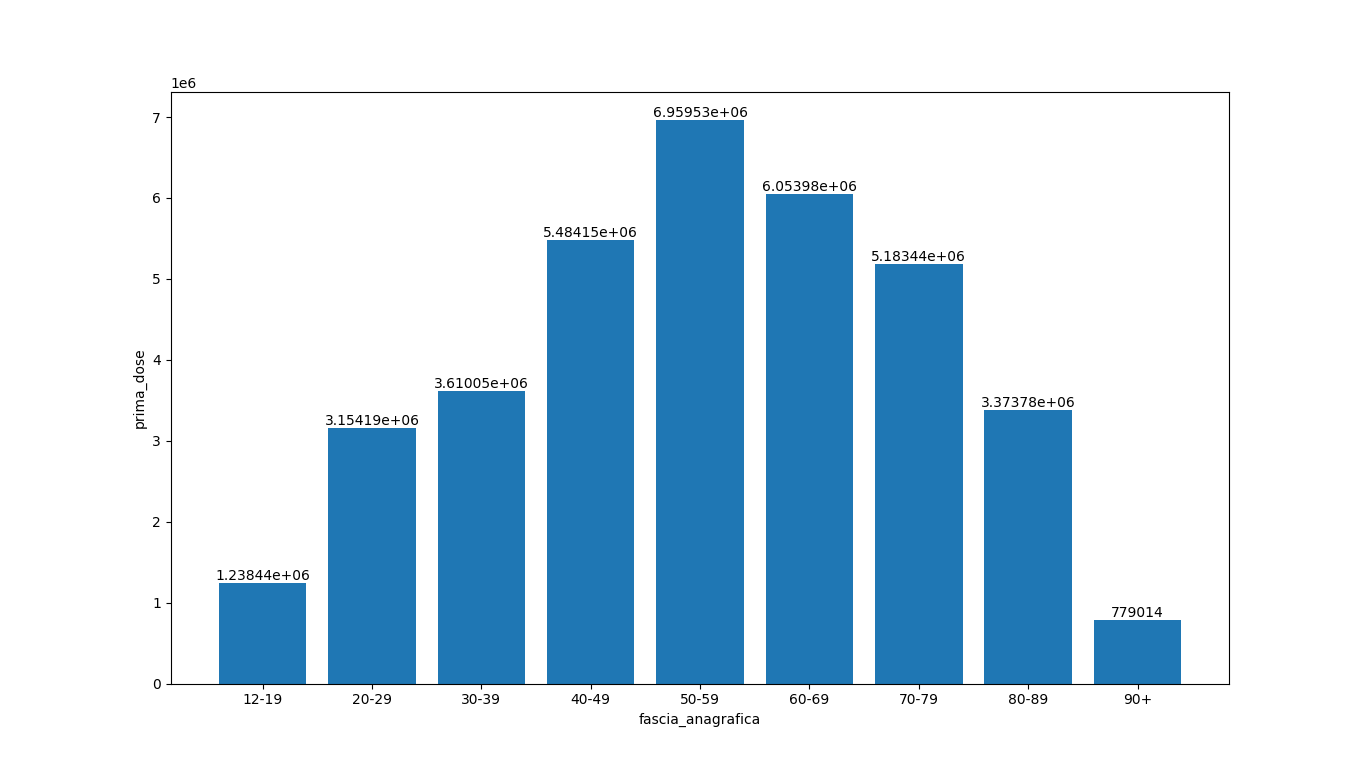 1e6
7
6.95953e+06
6.05398e+06
6
5.48415e+06
5.18344e+06
5
4
3.61005e+06
3.37378e+06
3.15419e+06
3
2
1.23844e+06
1
779014
0
prima_dose
12-19 20-29 30-39 40-49 50-59 60-69 70-79 80-89 90+
fascia_anagrafica